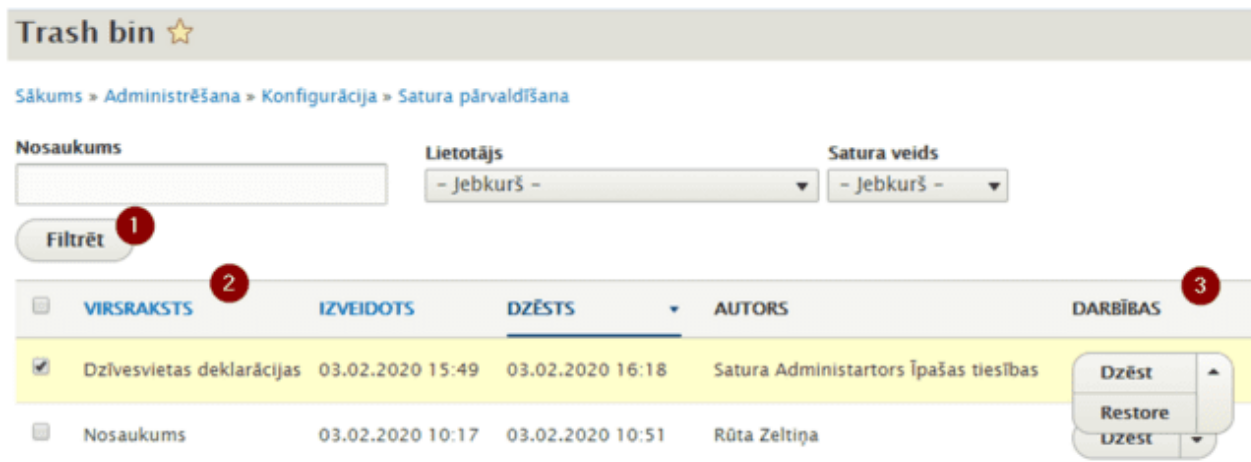 Trash bin
Sākums » Administrēšana » Konfigurācija » Satura pārvaldīšana
Nosaukums Lietotājs Satura veids
– Jebkurš – – Jebkurš –
Filtrēt 1
2 3
VIRSRAKSTS IZVEIDOTS DZĒSTS AUTORS DARBĪBAS
Dzīvesvietas deklarācijas 03.02.2020 15:49 03.02.2020 16:18 Satura Administartors Īpašas tiesības Dzēst
Restore
Nosaukums 03.02.2020 10:17 03.02.2020 10:51 Rūta Zeltiņa Dzēst